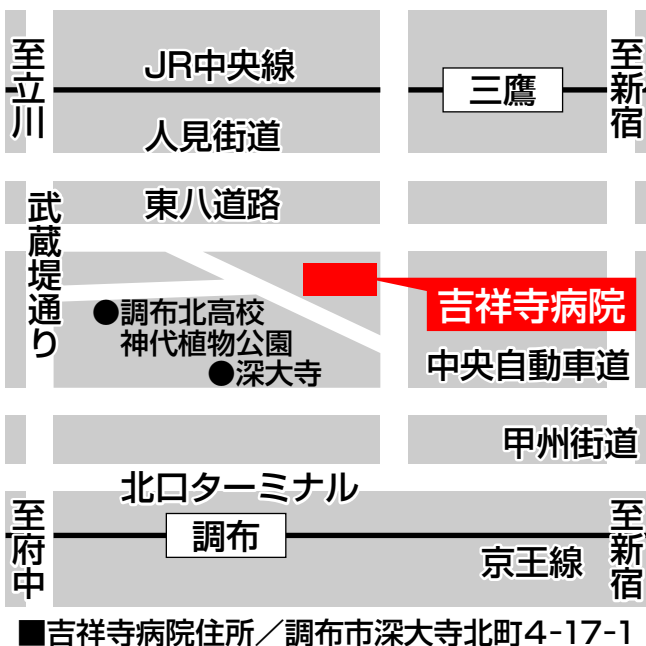 至立川
JR中央線
三鷹
至新宿
人見街道
東八道路
武蔵堤通り
吉祥寺病院
●調布北高校
神代植物公園
●深大寺
中央自動車道
甲州街道
北口ターミナル
至府中
調布
京王線
至新宿
■吉祥寺病院住所／調布市深大寺北町4-17-1